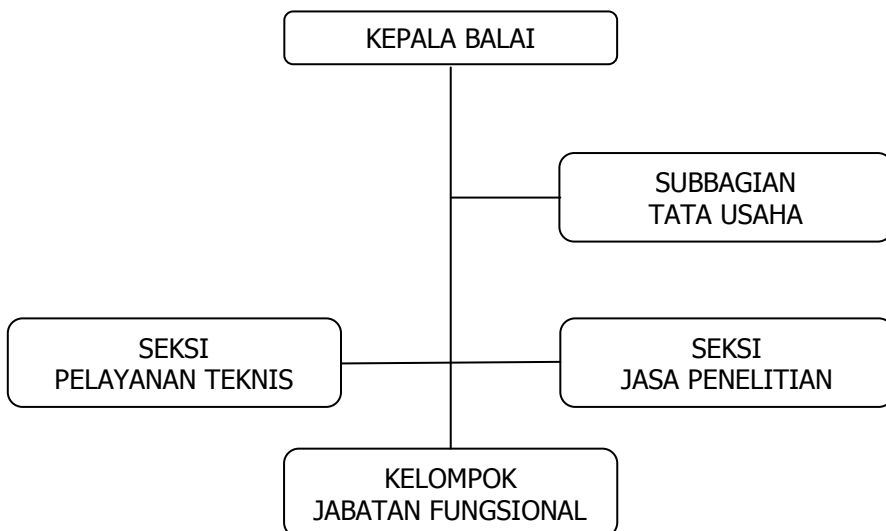 KEPALA BALAI
SUBBAGIAN
TATA USAHA
SEKSI
PELAYANAN TEKNIS
SEKSI
JASA PENELITIAN
KELOMPOK
JABATAN FUNGSIONAL